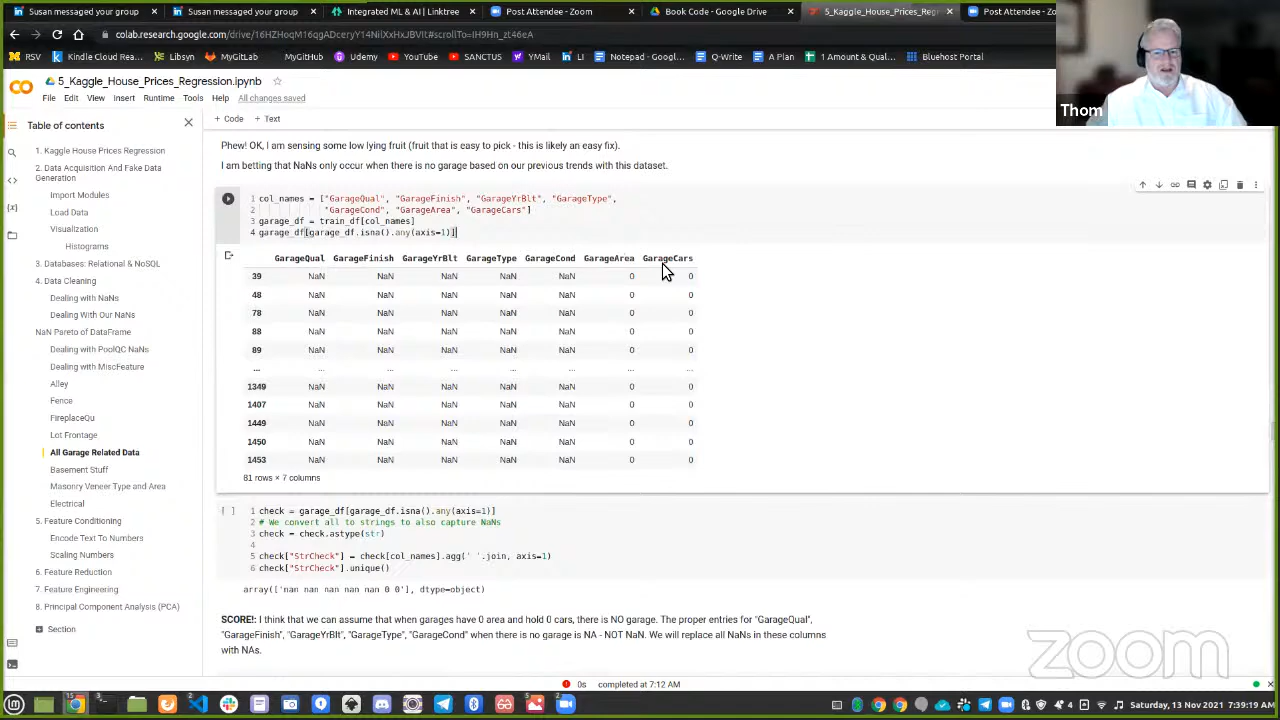 Susan messaged your group
Susan messaged your group
Integrated ML & AI | Linktree
Post Attendee - Zoom
Book Code - Google Drive
5_Kaggle_House_Prices_Regre
Post Attendee - Zoom
colab.research.google.com/drive/
RSV
Kindle Cloud Reader
Libsyn
MyGitLab
MyGitHub
Udemy
YouTube
SANCTUS
YMail
LI
Notepad - Googl...
Q-Write
A Plan
1 Amount & Qua...
Bluehost Portal
5_Kaggle_House_Prices_Regression.ipynb
File Edit View Insert Runtime Tools Help All changes saved
Thom
+ Code + Text
Table of contents
1. Kaggle House Prices Regression
2. Data Acquisition And Fake Data
Generation
Import Modules
Load Data
Visualization
Histograms
3. Databases: Relational & NoSQL
4. Data Cleaning
Dealing with NaNs
Dealing With Our NaNs
NaN Pareto of DataFrame
Dealing with PoolQC NaNs
Dealing with MiscFeature
Alley
Fence
FireplaceQu
Lot Frontage
All Garage Related Data
Basement Stuff
Masonry Veneer Type and Area
Electrical
5. Feature Conditioning
Encode Text To Numbers
Scaling Numbers
6. Feature Reduction
7. Feature Engineering
8. Principal Component Analysis (PCA)
Section
Phew! OK, I am sensing some low lying fruit (fruit that is easy to pick - this is likely an easy fix).
I am betting that NaNs only occur when there is no garage based on our previous trends with this dataset.
1 col_names = ["GarageQual", "GarageFinish", "GarageYrBlt", "GarageType",
2 "GarageCond", "GarageArea", "GarageCars"]
3 garage_df = train_df[col_names]
4 garage_df[garage_df.isna().any(axis=1)]
GarageQual GarageFinish GarageYrBlt GarageType GarageCond GarageArea GarageCars
39 NaN NaN NaN NaN NaN 0 0
48 NaN NaN NaN NaN NaN 0 0
78 NaN NaN NaN NaN NaN 0 0
88 NaN NaN NaN NaN NaN 0 0
89 NaN NaN NaN NaN NaN 0 0
... ... ... ... ... ... ... ...
1349 NaN NaN NaN NaN NaN 0 0
1407 NaN NaN NaN NaN NaN 0 0
1449 NaN NaN NaN NaN NaN 0 0
1450 NaN NaN NaN NaN NaN 0 0
1453 NaN NaN NaN NaN NaN 0 0
81 rows × 7 columns
[ ] 1 check = garage_df[garage_df.isna().any(axis=1)]
2 # We convert all to strings to also capture NaNs
3 check = check.astype(str)
4
5 check["StrCheck"] = check[col_names].agg(' '.join, axis=1)
6 check["StrCheck"].unique()
array(['nan nan nan nan nan 0 0'], dtype=object)
SCORE!: I think that we can assume that when garages have 0 area and hold 0 cars, there is NO garage. The proper entries for "GarageQual",
"GarageFinish", "GarageYrBlt", "GarageType", "GarageCond" when there is no garage is NA - NOT NaN. We will replace all NaNs in these columns
with NAs.
zoom
0s completed at 7:12 AM
Saturday, 13 Nov 2021 7:39:19 AM